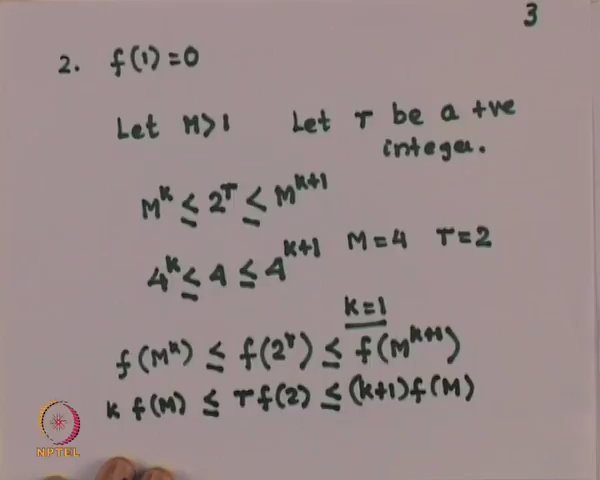 3
2. f(1)=0
Let M>1 Let r be a +ve
integer.
M^k ≤ 2^r ≤ M^{k+1}
4^k ≤ 4 ≤ 4^{k+1} M=4 r=2
k=1
f(M^k) ≤ f(2^r) ≤ f(M^{k+1})
k f(M) ≤ r f(2) ≤ (k+1) f(M)
NPTEL